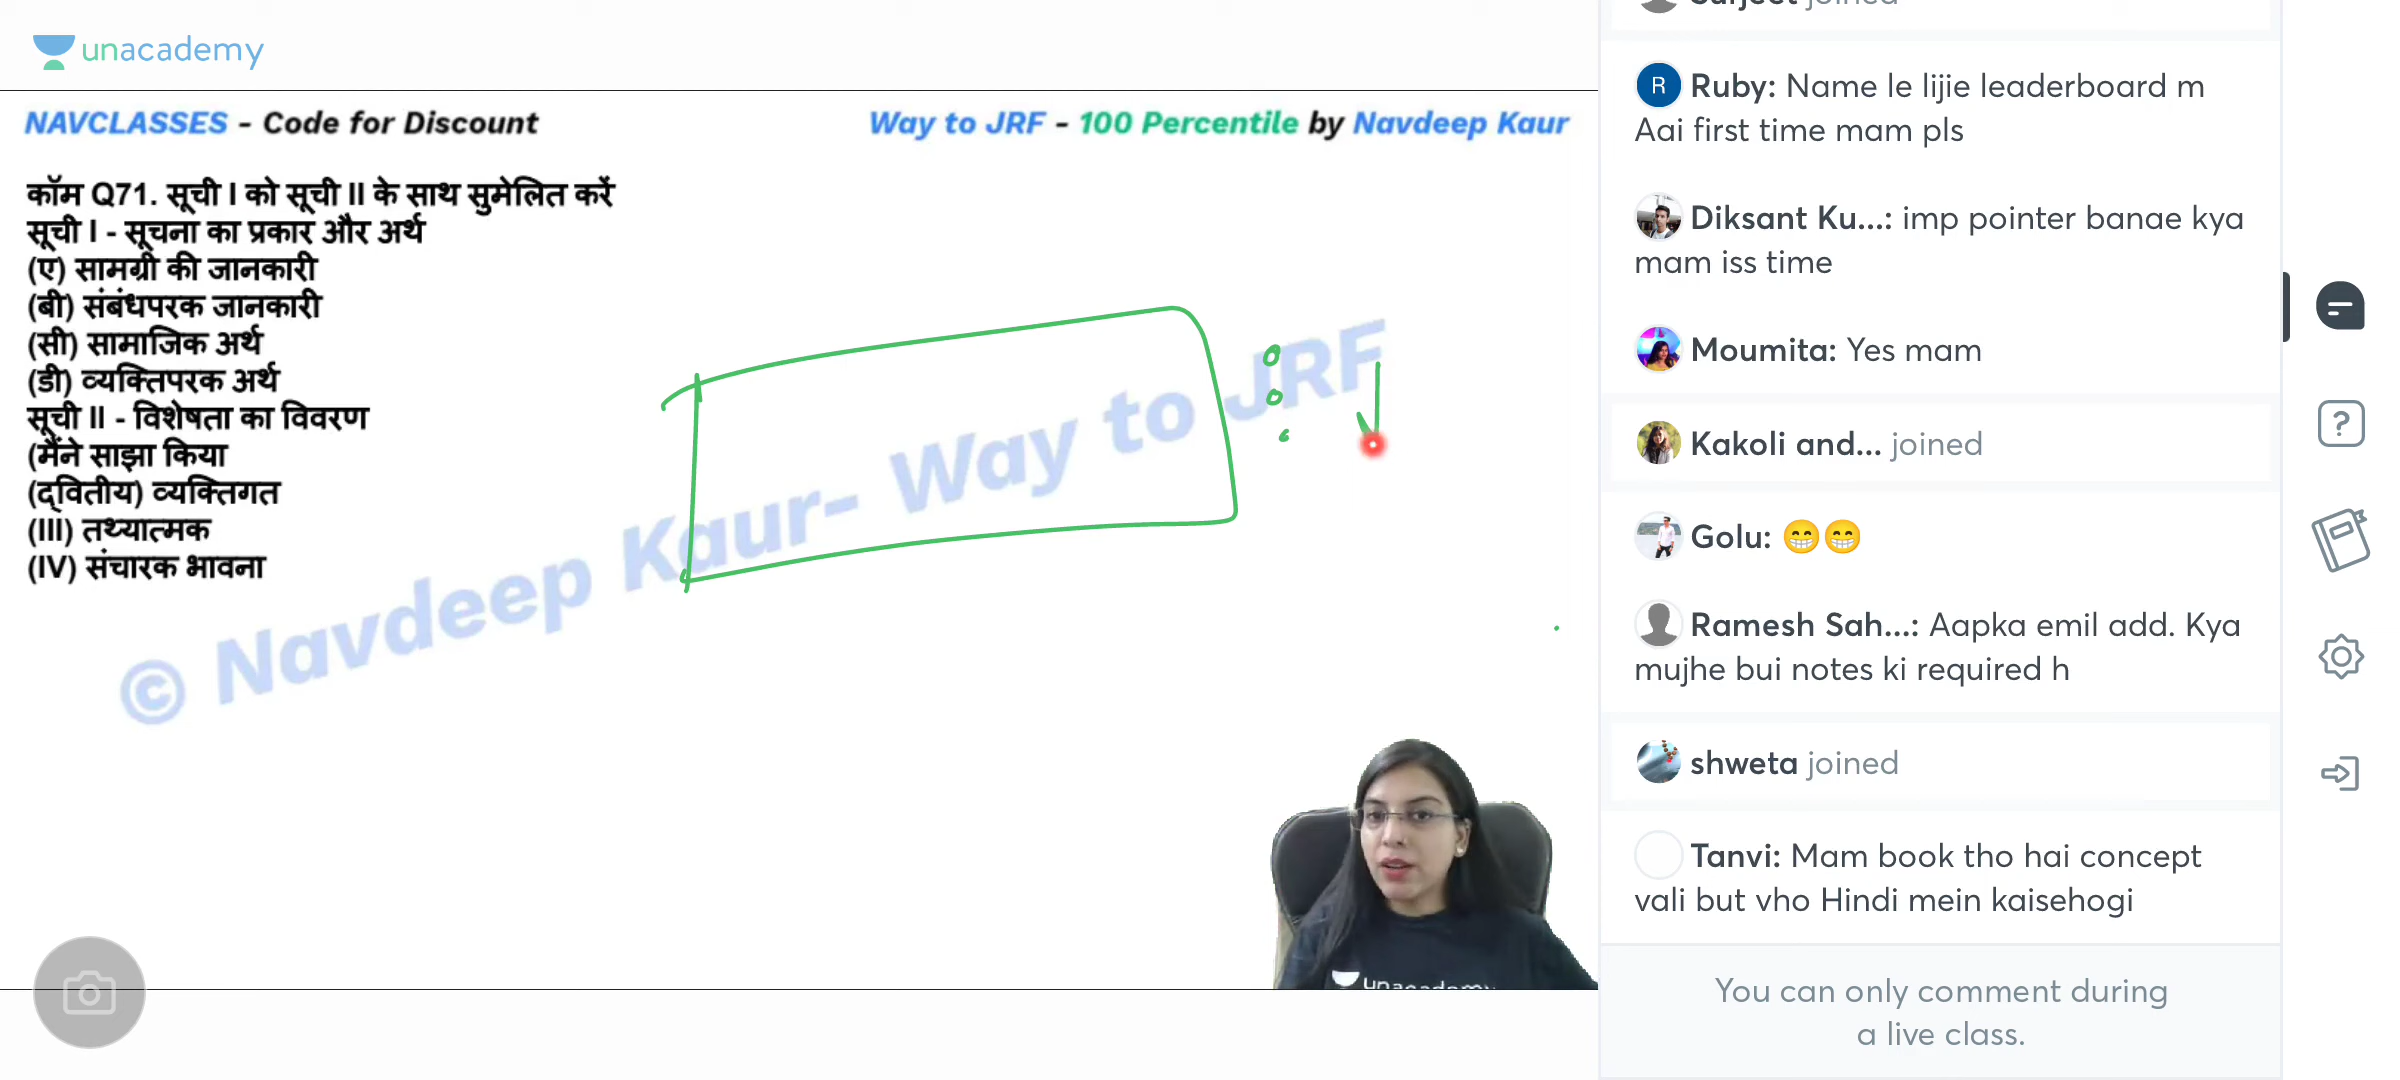 unacademy
NAVCLASSES - Code for Discount
Way to JRF - 100 Percentile by Navdeep Kaur
कॉम Q71. सूची I को सूची II के साथ सुमेलित करें
सूची I - सूचना का प्रकार और अर्थ
(ए) सामग्री की जानकारी
(बी) संबंधपरक जानकारी
(सी) सामाजिक अर्थ
(डी) व्यक्तिपरक अर्थ
सूची II - विशेषता का विवरण
(मैंने साझा किया
(द्वितीय) व्यक्तिगत
(III) तथ्यात्मक
(IV) संचारक भावना
© Navdeep Kaur- Way to JRF
unacademy
joined
R Ruby: Name le lijie leaderboard m
Aai first time mam pls
Diksant Ku...: imp pointer banae kya
mam iss time
Moumita: Yes mam
Kakoli and... joined
Golu: 😁😁
Ramesh Sah...: Aapka emil add. Kya
mujhe bui notes ki required h
shweta joined
Tanvi: Mam book tho hai concept
vali but vho Hindi mein kaisehogi
You can only comment during
a live class.